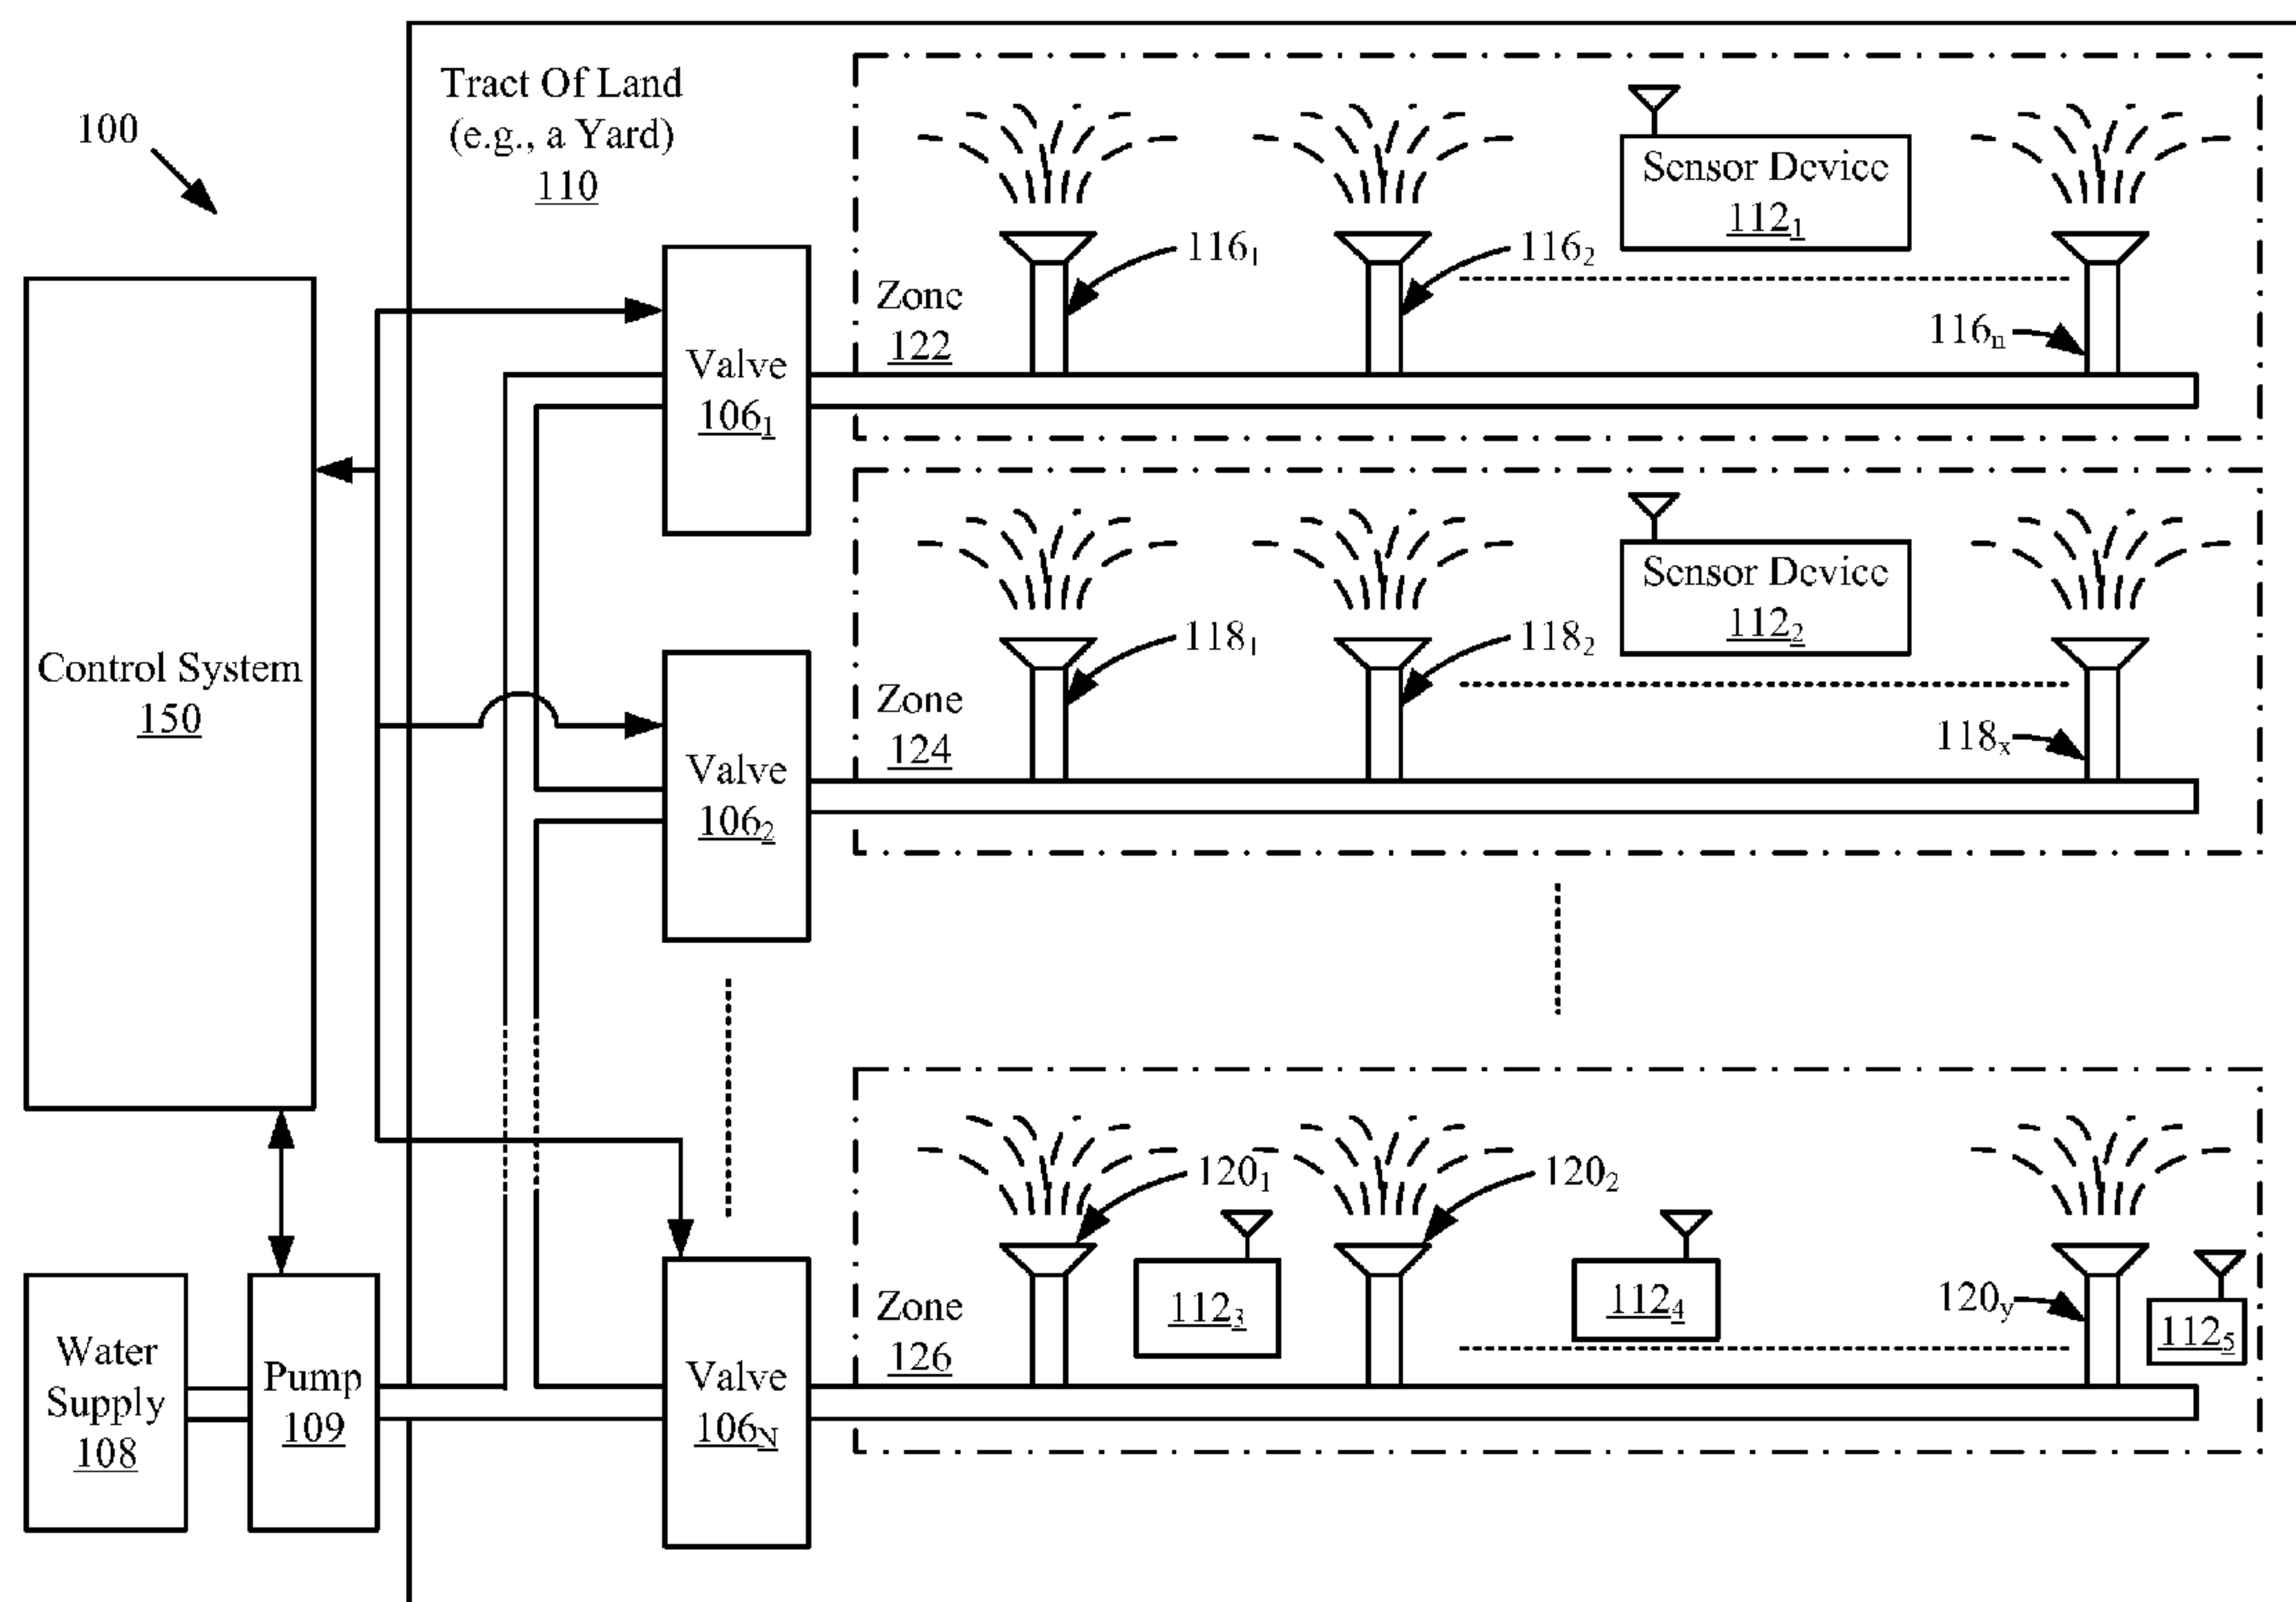 100
Tract Of Land
(e.g., a Yard)
110
Control System
150
Water
Supply
108
Pump
109
Valve
106₁
Valve
106₂
Valve
106N
Zone
122
116₁
116₂
Sensor Device
112₁
116ₙ
Zone
124
118₁
118₂
Sensor Device
112₂
118ₓ
Zone
126
120₁
112₃
120₂
112₄
120y
112₅